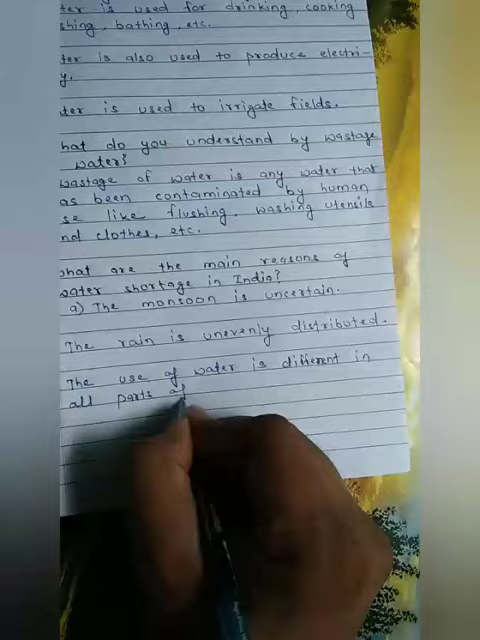 ter is used for drinking, cooking
shing, bathing, etc.
ter is also used to produce electri-
y.
ter is used to irrigate fields.
hat do you understand by wastage
water?
wastage of water is any water that
as been contaminated by human
se like flushing, washing utensils
nd clothes, etc.
what are the main reasons of
water shortage in India?
a) The monsoon is uncertain.
The rain is unevenly distributed.
The use of water is different in
all parts of